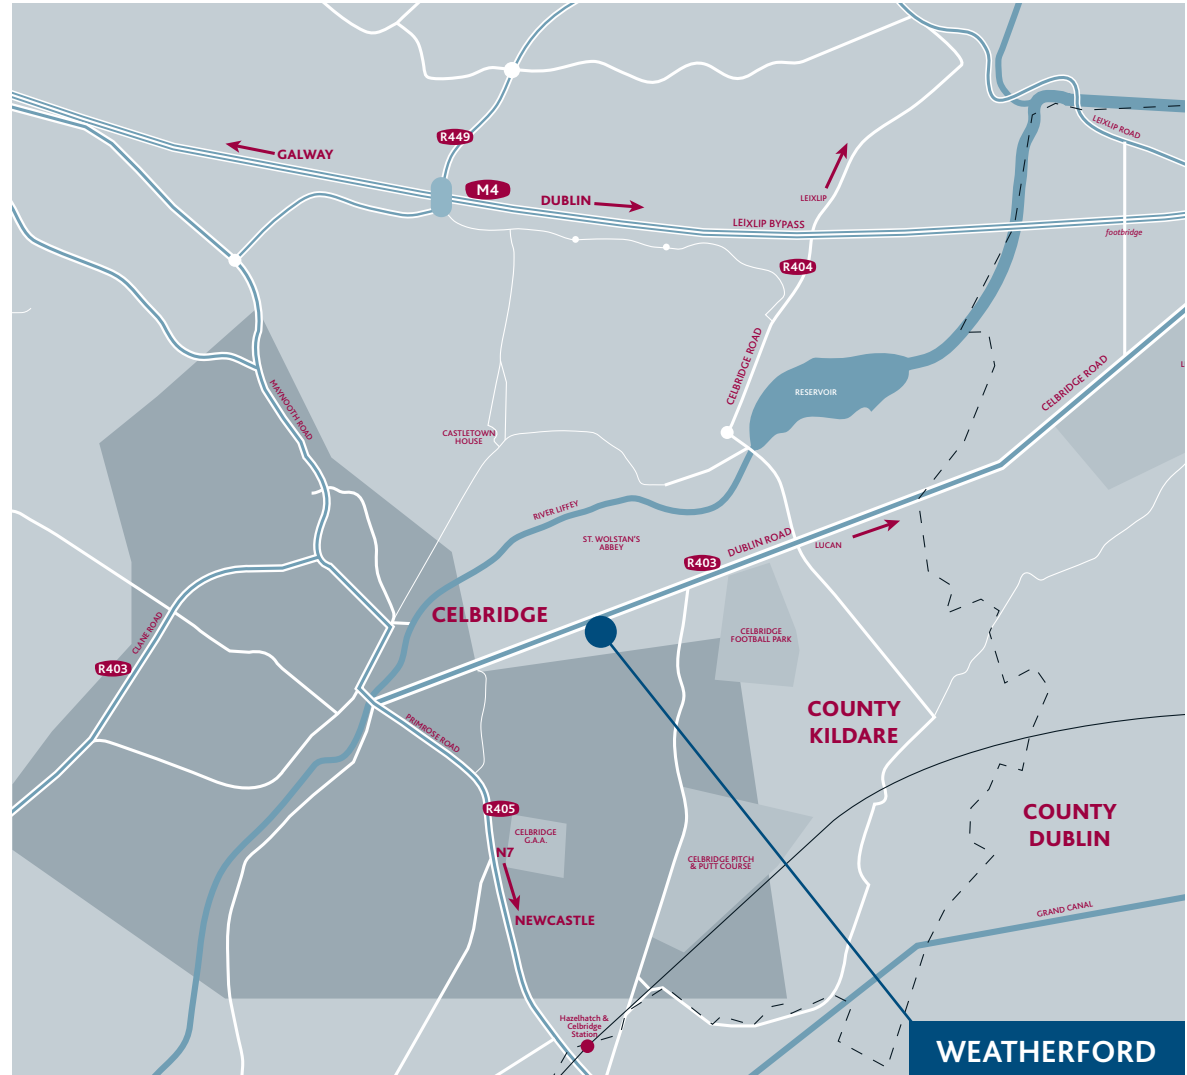 R449
GALWAY
M4
DUBLIN
LEIXLIP
LEIXLIP ROAD
LEIXLIP BYPASS
footbridge
R404
CELBRIDGE ROAD
CELBRIDGE ROAD
MAYNOOTH ROAD
RESERVOIR
CASTLETOWN
HOUSE
RIVER LIFFEY
ST. WOLSTAN'S
ABBEY
DUBLIN ROAD
LUCAN
R403
CELBRIDGE
CLANE ROAD
R403
CELBRIDGE
FOOTBALL PARK
COUNTY
KILDARE
PRIMROSE ROAD
R405
CELBRIDGE
G.A.A.
N7
NEWCASTLE
CELBRIDGE PITCH
& PUTT COURSE
COUNTY
DUBLIN
GRAND CANAL
Hazelhatch &
Celbridge
Station
WEATHERFORD